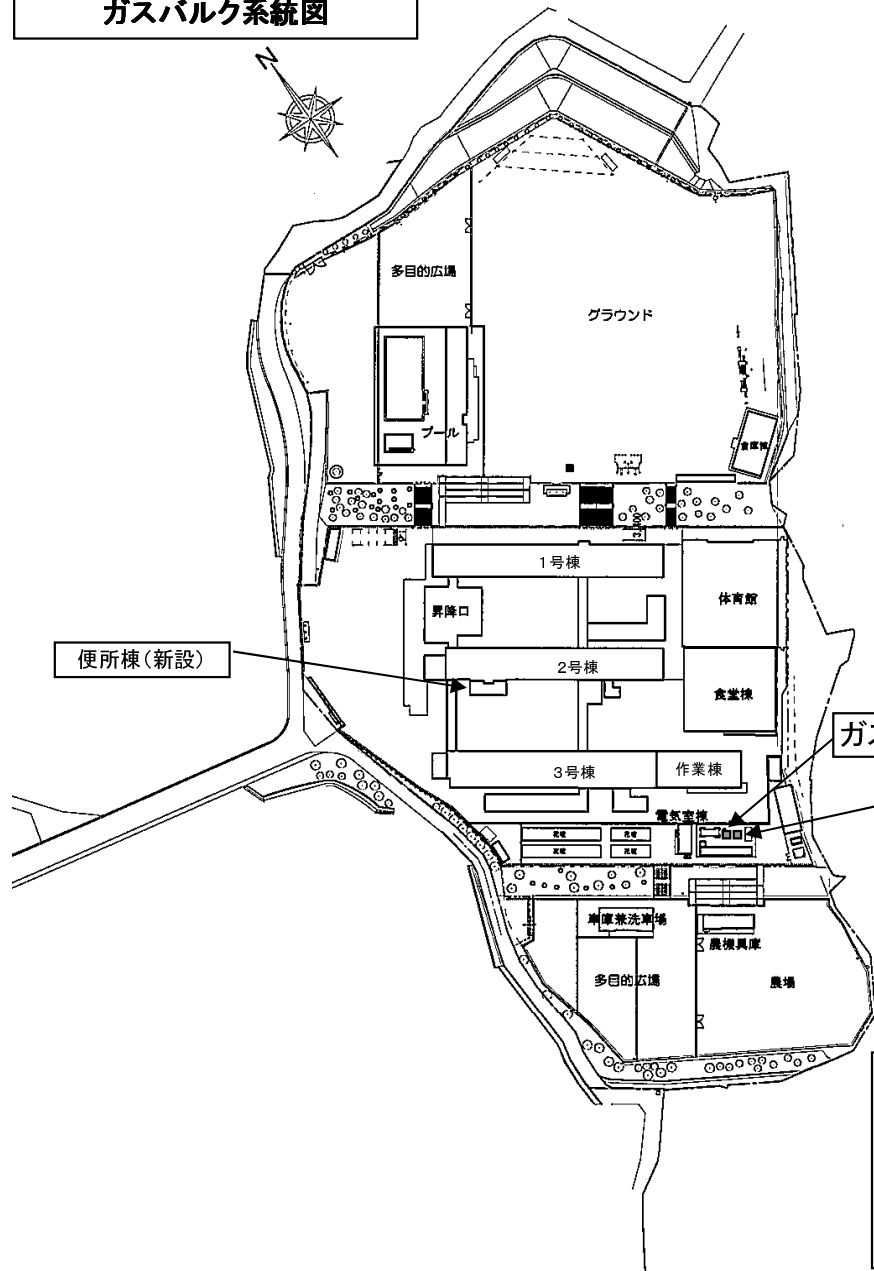 ガスバルク系統図
N
多目的広場
グラウンド
プール
倉庫棟
1号棟
昇降口
体育館
便所棟(新設)
2号棟
食堂棟
ガス
3号棟
作業棟
電気室棟
花壇
花壇
花壇
花壇
車庫兼洗車場
農機具庫
多目的広場
農場